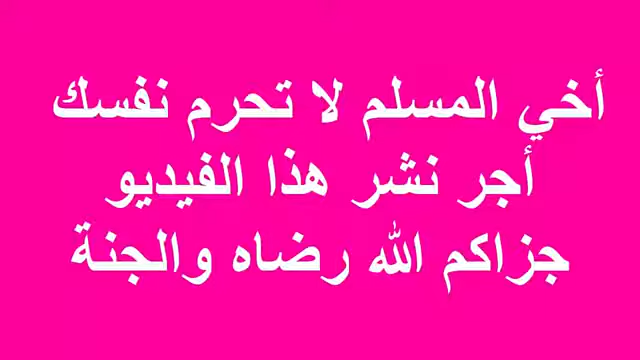 أخي المسلم لا تحرم نفسك
أجر نشر هذا الفيديو
جزاكم الله رضاه والجنة